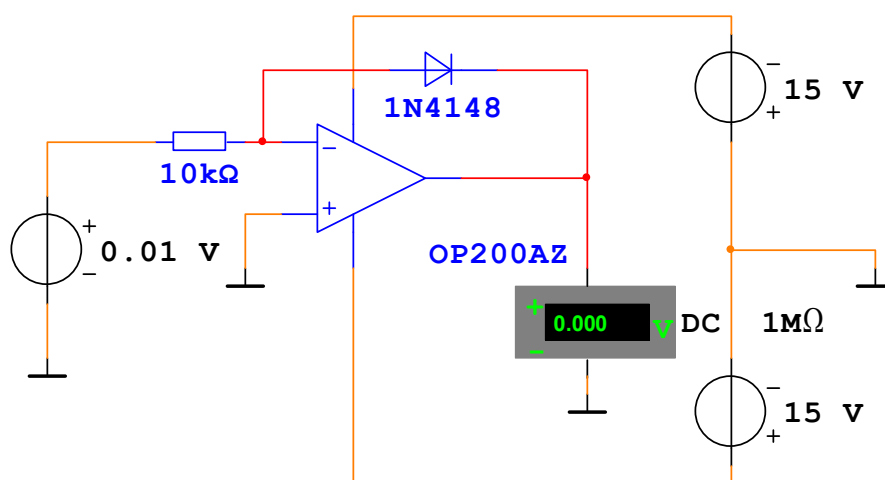 −
15 V
+
1N4148
−
10kΩ
+
+
0.01 V
−
OP200AZ
+
0.000
V
DC
1MΩ
−
−
15 V
+